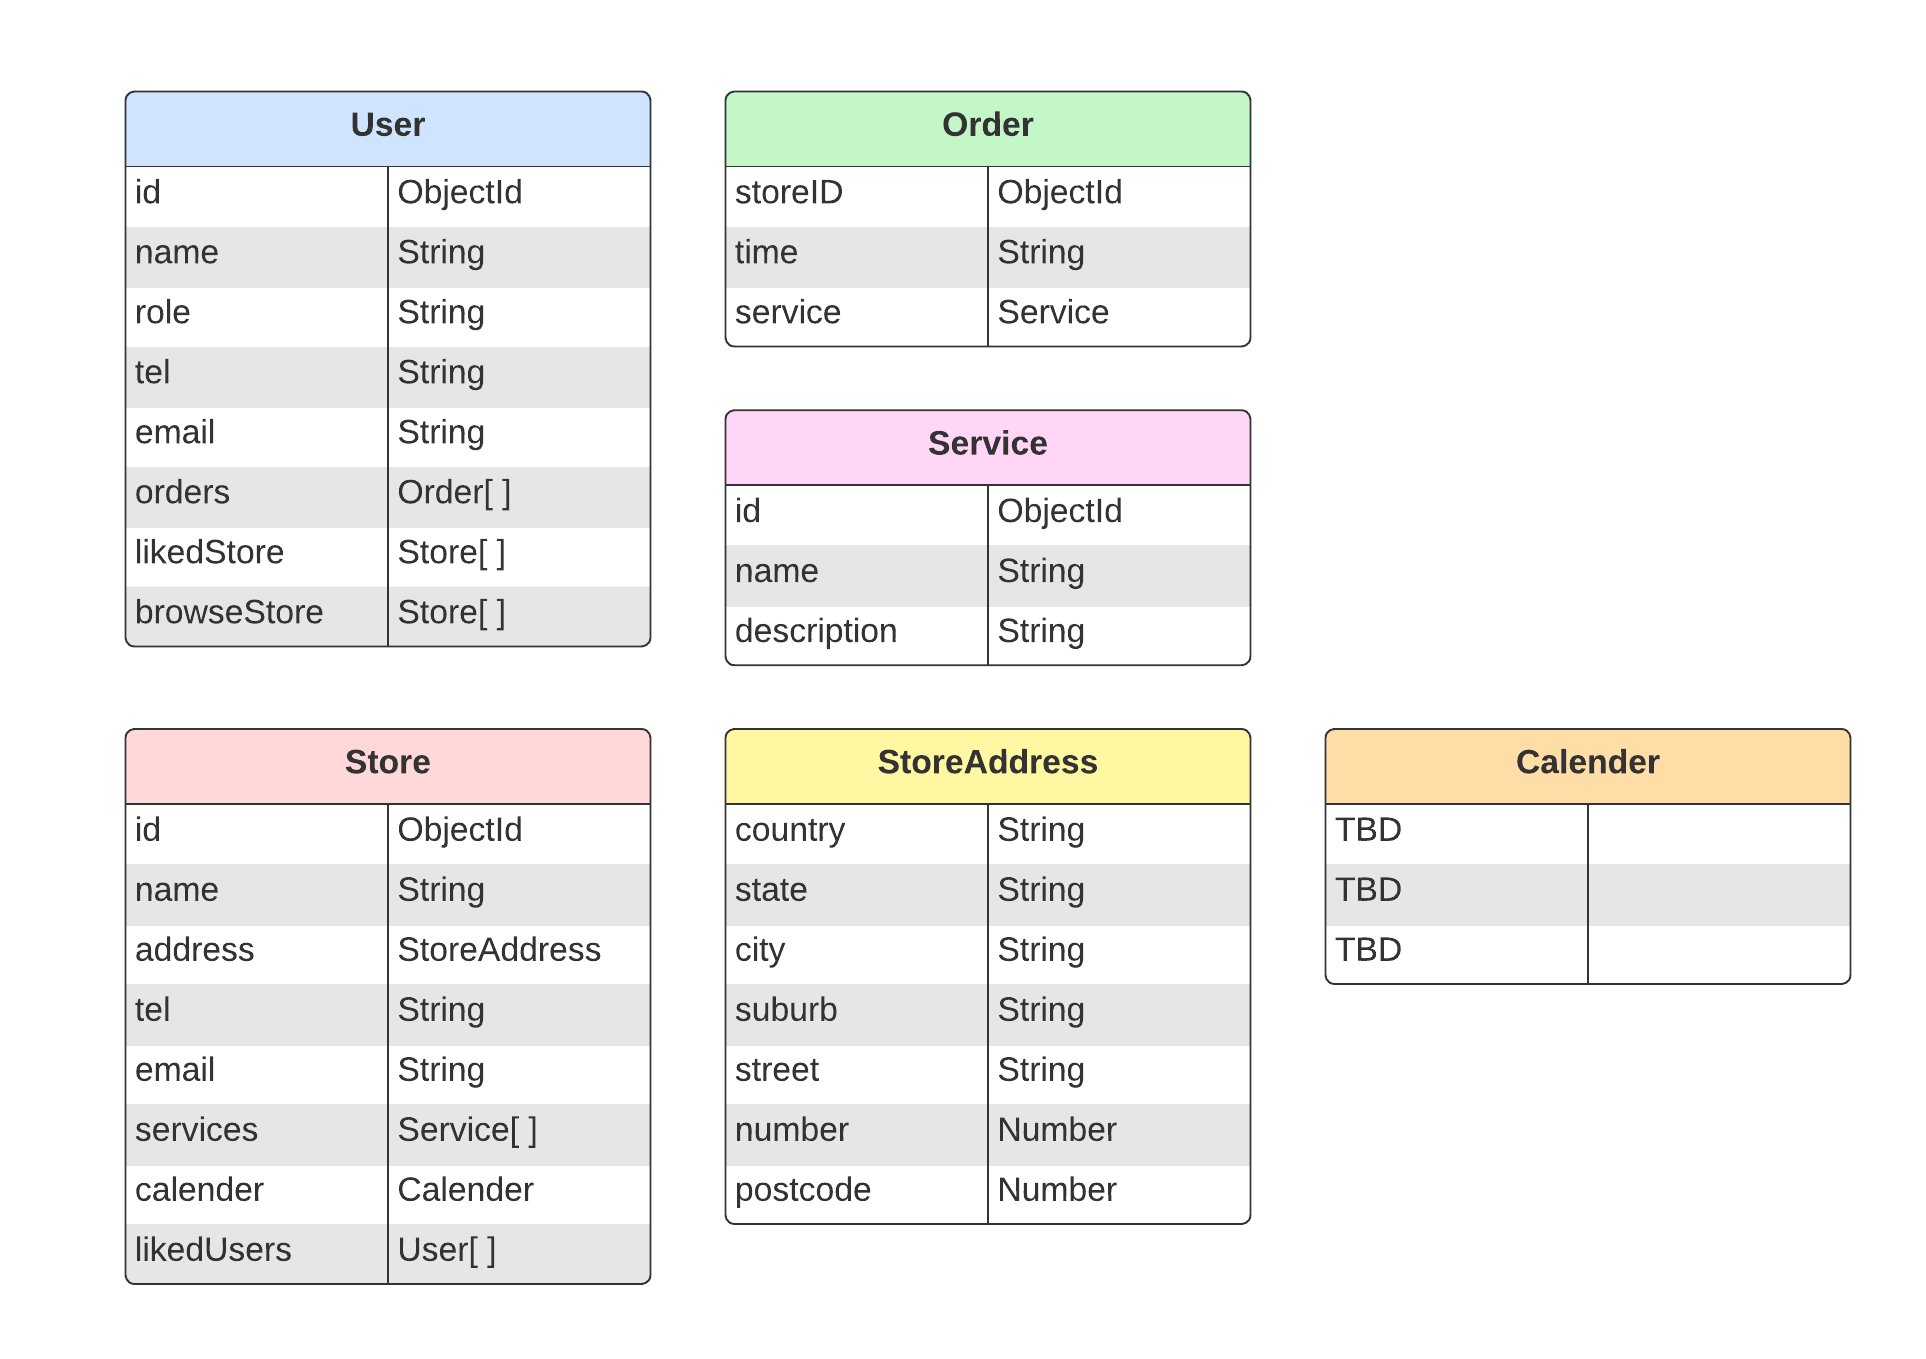 User
id ObjectId
name String
role String
tel String
email String
orders Order[ ]
likedStore Store[ ]
browseStore Store[ ]
Order
storeID ObjectId
time String
service Service
Service
id ObjectId
name String
description String
Store
id ObjectId
name String
address StoreAddress
tel String
email String
services Service[ ]
calender Calender
likedUsers User[ ]
StoreAddress
country String
state String
city String
suburb String
street String
number Number
postcode Number
Calender
TBD
TBD
TBD